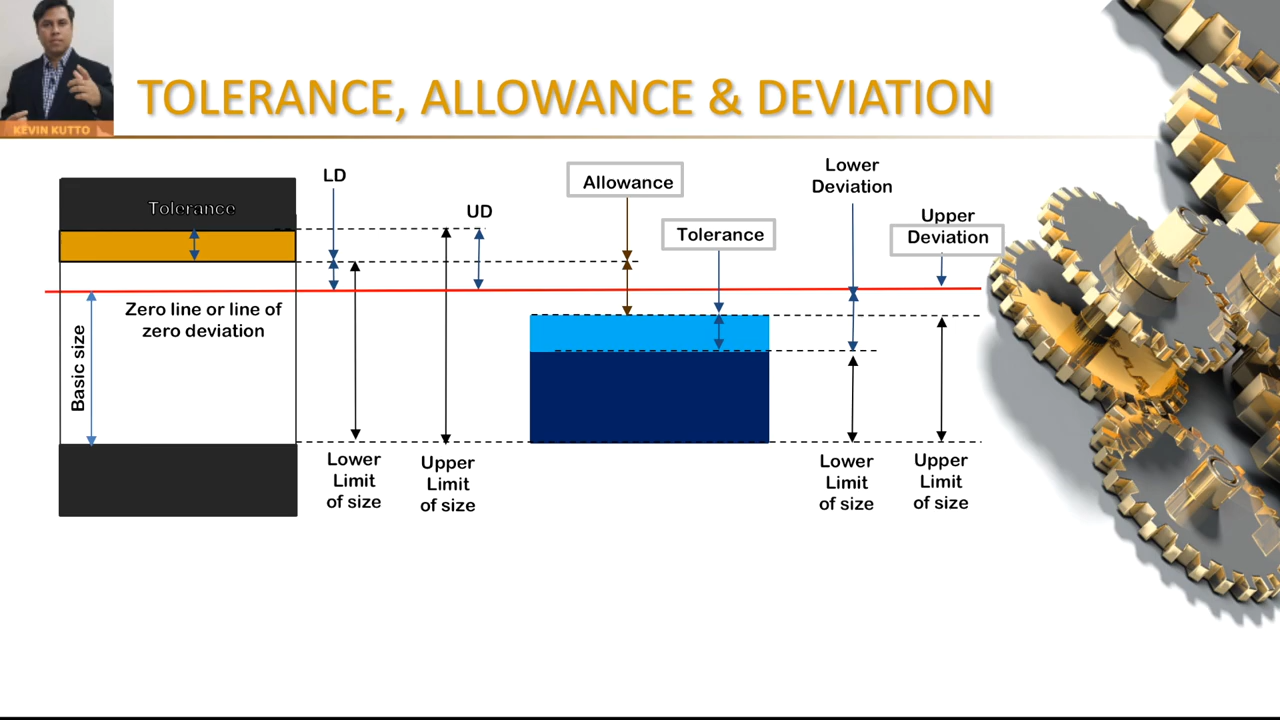 KEVIN KUTTO
TOLERANCE, ALLOWANCE & DEVIATION
Tolerance
LD
UD
Allowance
Tolerance
Lower
Deviation
Upper
Deviation
Zero line or line of
zero deviation
Basic size
Lower
Limit
of size
Upper
Limit
of size
Lower
Limit
of size
Upper
Limit
of size